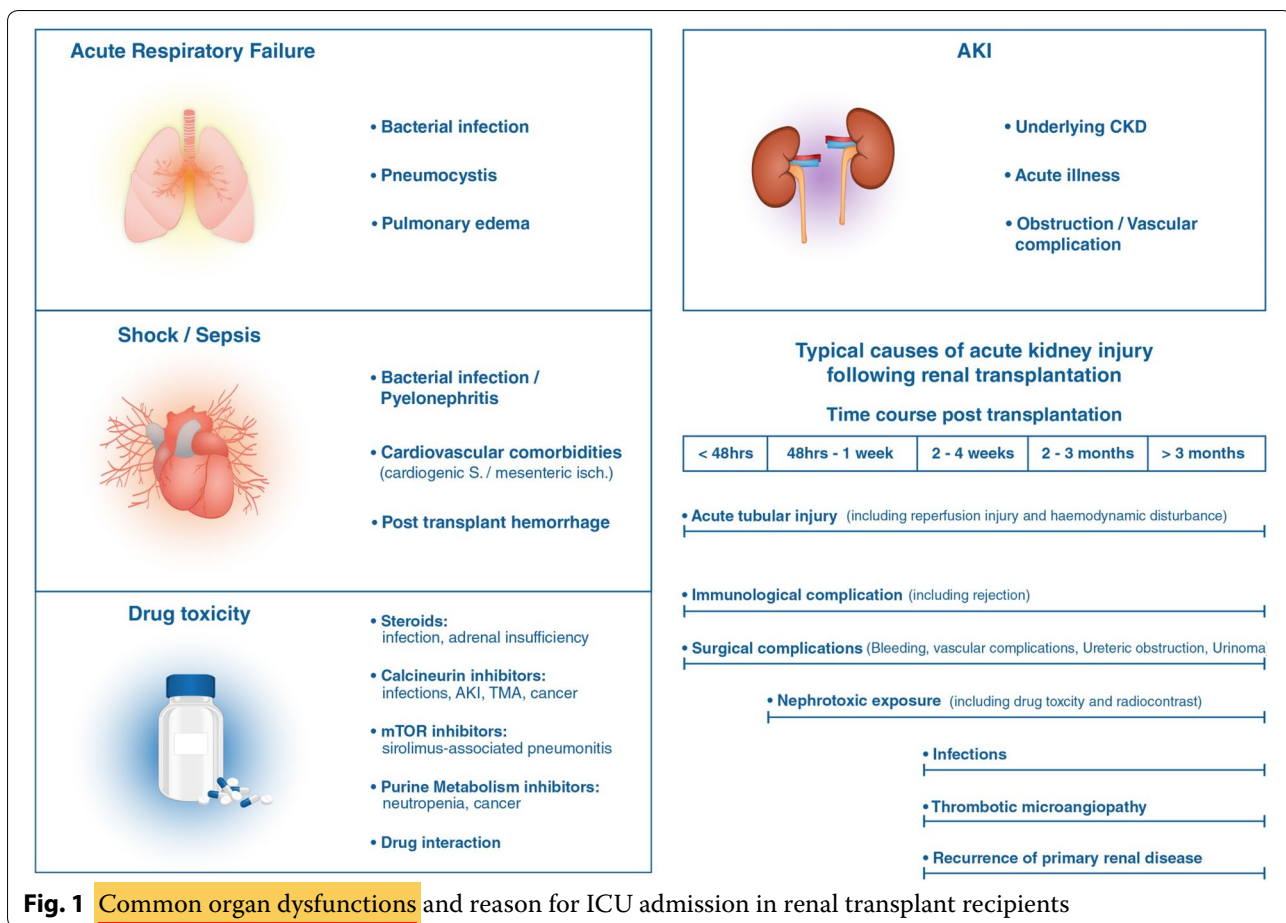 Acute Respiratory Failure
• Bacterial infection
• Pneumocystis
• Pulmonary edema
Shock / Sepsis
• Bacterial infection /
Pyelonephritis
• Cardiovascular comorbidities
(cardiogenic S. / mesenteric isch.)
• Post transplant hemorrhage
Drug toxicity
• Steroids:
infection, adrenal insufficiency
• Calcineurin inhibitors:
infections, AKI, TMA, cancer
• mTOR inhibitors:
sirolimus-associated pneumonitis
• Purine Metabolism inhibitors:
neutropenia, cancer
• Drug interaction
AKI
• Underlying CKD
• Acute illness
• Obstruction / Vascular
complication
Typical causes of acute kidney injury
following renal transplantation
Time course post transplantation
< 48hrs 48hrs - 1 week 2 - 4 weeks 2 - 3 months > 3 months
• Acute tubular injury (including reperfusion injury and haemodynamic disturbance)
• Immunological complication (including rejection)
• Surgical complications (Bleeding, vascular complications, Ureteric obstruction, Urinoma
• Nephrotoxic exposure (including drug toxcity and radiocontrast)
• Infections
• Thrombotic microangiopathy
• Recurrence of primary renal disease
Fig. 1 Common organ dysfunctions and reason for ICU admission in renal transplant recipients